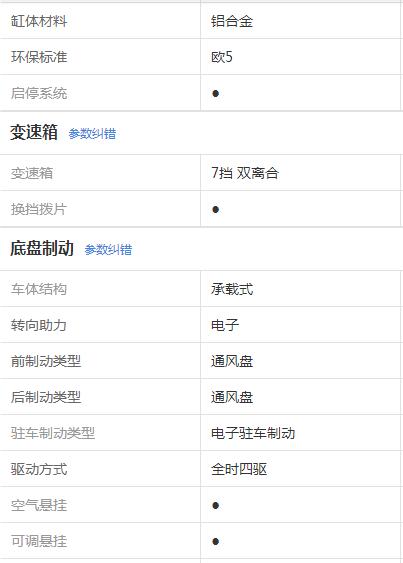 缸体材料 铝合金
环保标准 欧5
启停系统 ●
变速箱 参数纠错
变速箱 7挡 双离合
换挡拨片 ●
底盘制动 参数纠错
车体结构 承载式
转向助力 电子
前制动类型 通风盘
后制动类型 通风盘
驻车制动类型 电子驻车制动
驱动方式 全时四驱
空气悬挂 ●
可调悬挂 ●